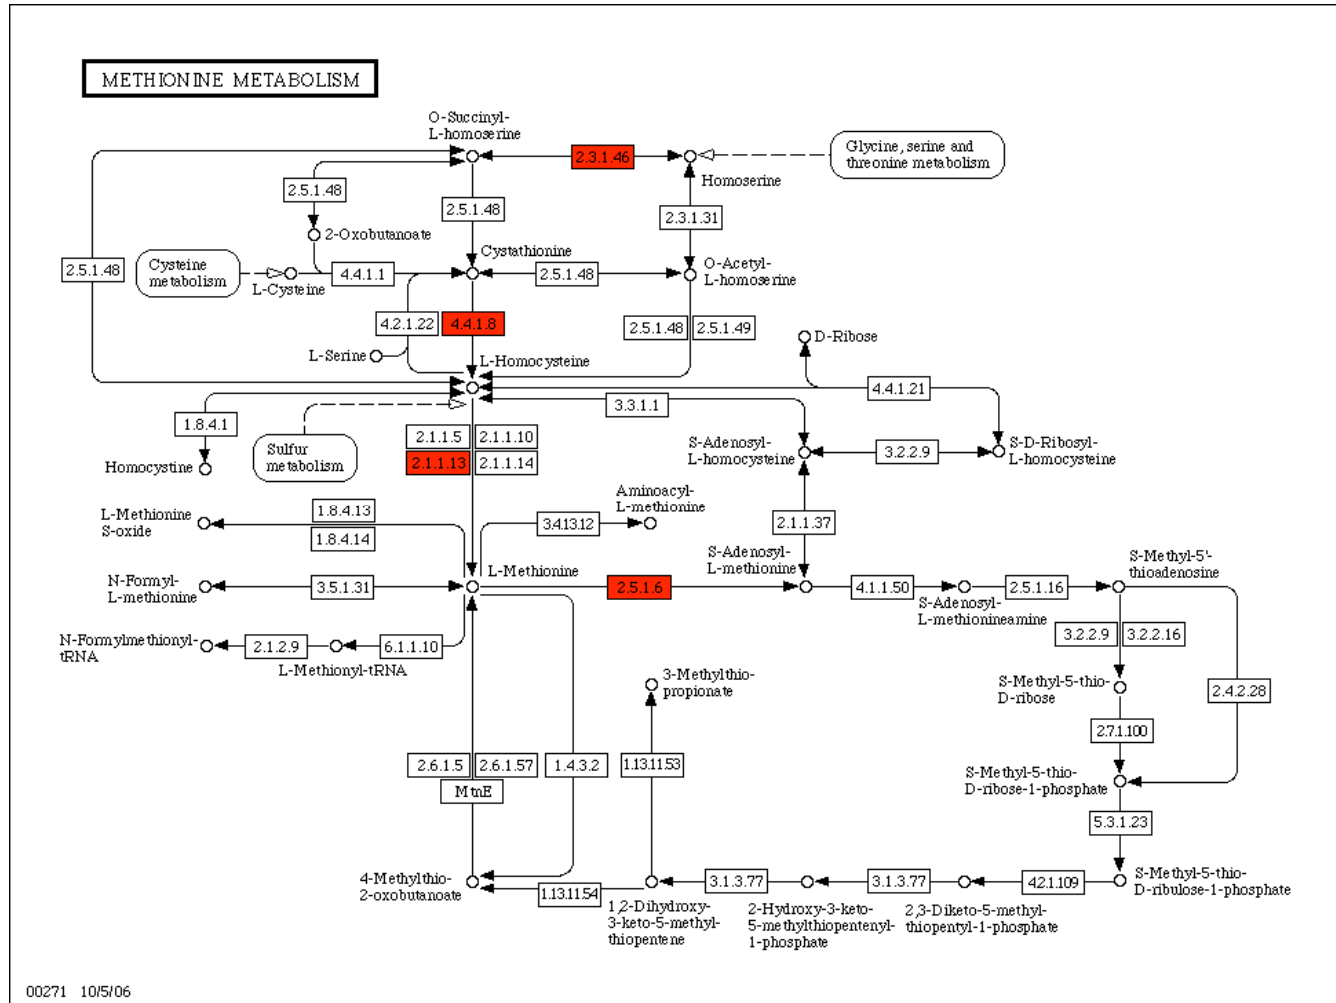 METHIONINE METABOLISM
O-Succinyl-
L-homoserine
2.3.1.46
Homoserine
Glycine, serine and
threonine metabolism
2.5.1.48
2.5.1.48
2.3.1.31
2-Oxobutanoate
2.5.1.48
Cysteine
metabolism
L-Cysteine
4.4.1.1
Cystathionine
2.5.1.48
O-Acetyl-
L-homoserine
4.2.1.22
4.4.1.8
2.5.1.48
2.5.1.49
L-Serine
L-Homocysteine
D-Ribose
4.4.1.21
3.3.1.1
1.8.4.1
Sulfur
metabolism
Homocystine
2.1.1.5
2.1.1.10
2.1.1.13
2.1.1.14
S-Adenosyl-
L-homocysteine
3.2.2.9
S-D-Ribosyl-
L-homocysteine
L-Methionine
S-oxide
1.8.4.13
1.8.4.14
3.4.13.12
Aminoacyl-
L-methionine
2.1.1.37
N-Formyl-
L-methionine
3.5.1.31
L-Methionine
2.5.1.6
S-Adenosyl-
L-methionine
4.1.1.50
S-Adenosyl-
L-methionineamine
2.5.1.16
S-Methyl-5'-
thioadenosine
N-Formylmethionyl-
tRNA
2.1.2.9
L-Methionyl-tRNA
6.1.1.10
3.2.2.9
3.2.2.16
3-Methylthio-
propionate
S-Methyl-5-thio-
D-ribose
2.4.2.28
2.7.1.100
2.6.1.5
2.6.1.57
MtnE
1.4.3.2
1.13.11.53
S-Methyl-5-thio-
D-ribose-1-phosphate
5.3.1.23
4-Methylthio-
2-oxobutanoate
1.13.11.54
1,2-Dihydroxy-
3-keto-5-methyl-
thiopentene
3.1.3.77
2-Hydroxy-3-keto-
5-methylthiopentenyl-
1-phosphate
3.1.3.77
2,3-Diketo-5-methyl-
thiopentyl-1-phosphate
4.2.1.109
S-Methyl-5-thio-
D-ribulose-1-phosphate
00271 10/5/06